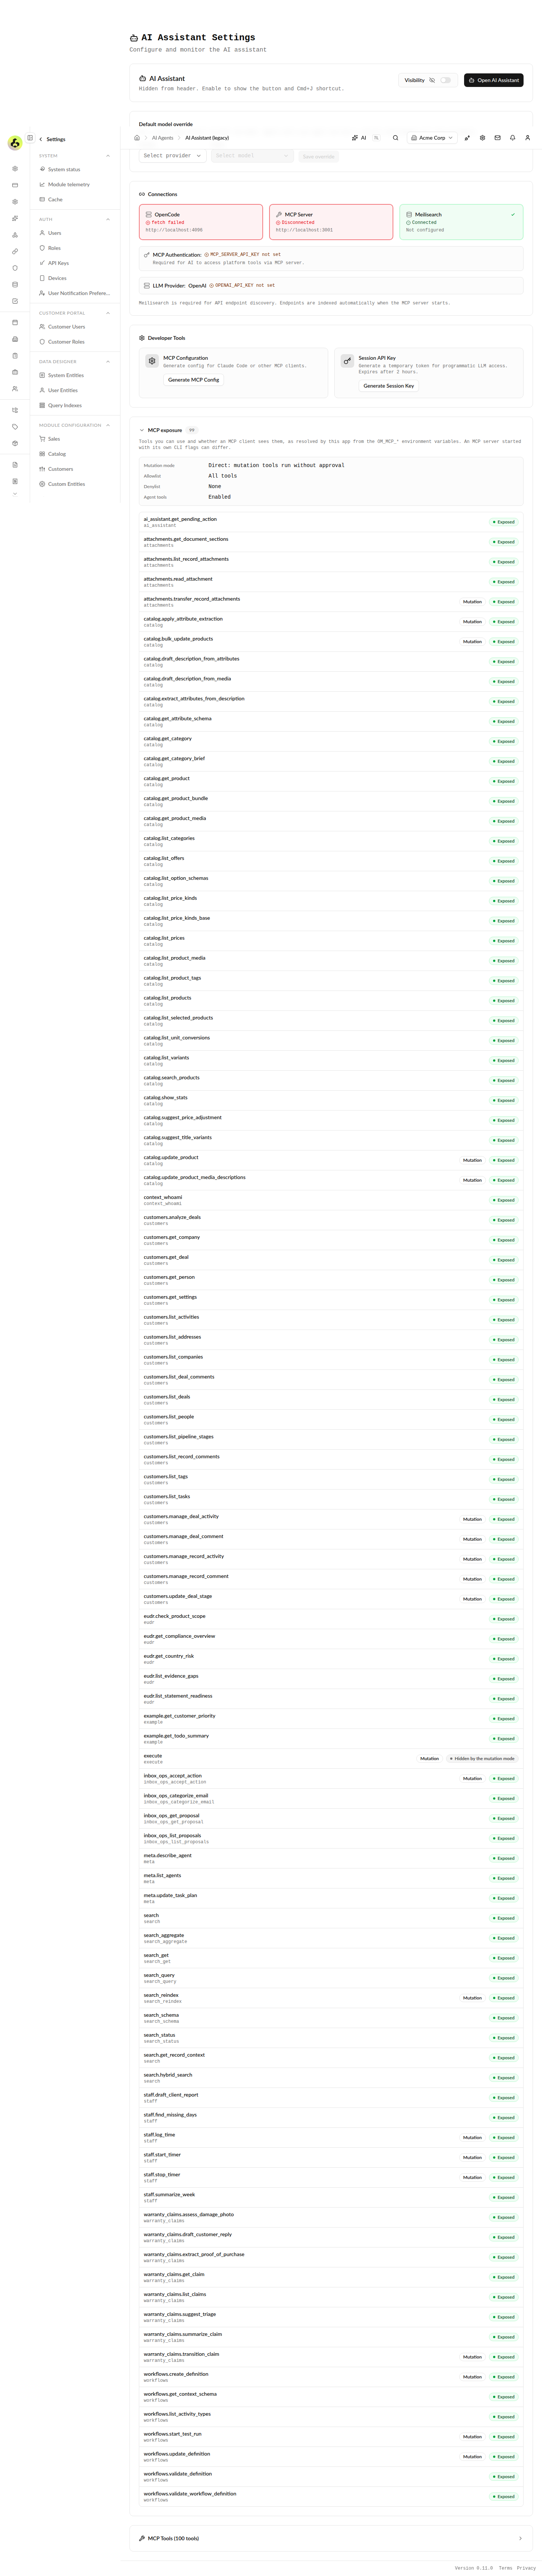 AI Assistant Settings
Configure and monitor the AI assistant
AI Assistant
Hidden from header. Enable to show the button and Cmd+J shortcut.
Visibility
Open AI Assistant
Default model override
Settings
AI Agents
AI Assistant (legacy)
AI
Acme Corp
Select provider
Select model
Save override
SYSTEM
System status
Module telemetry
Cache
AUTH
Users
Roles
API Keys
Devices
User Notification Prefere...
CUSTOMER PORTAL
Customer Users
Customer Roles
DATA DESIGNER
System Entities
User Entities
Query Indexes
MODULE CONFIGURATION
Sales
Catalog
Customers
Custom Entities
Connections
OpenCode
fetch failed
http://localhost:4096
MCP Server
Disconnected
http://localhost:3001
Meilisearch
Connected
Not configured
MCP Authentication: MCP_SERVER_API_KEY not set
Required for AI to access platform tools via MCP server.
LLM Provider: OpenAI OPENAI_API_KEY not set
Meilisearch is required for API endpoint discovery. Endpoints are indexed automatically when the MCP server starts.
Developer Tools
MCP Configuration
Generate config for Claude Code or other MCP clients.
Generate MCP Config
Session API Key
Generate a temporary token for programmatic LLM access. Expires after 2 hours.
Generate Session Key
MCP exposure
Tools you can use and whether an MCP client sees them, as resolved by this app from the OM_MCP_* environment variables. An MCP server started
with its own CLI flags can differ.
Mutation mode Direct: mutation tools run without approval
Allowlist All tools
Denylist None
Agent tools Enabled
ai_assistant.get_pending_action Exposed
ai_assistant
attachments.get_document_sections Exposed
attachments
attachments.list_record_attachments Exposed
attachments
attachments.read_attachment Exposed
attachments
attachments.transfer_record_attachments Mutation Exposed
attachments
catalog.apply_attribute_extraction Mutation Exposed
catalog
catalog.bulk_update_products Mutation Exposed
catalog
catalog.draft_description_from_attributes Exposed
catalog
catalog.draft_description_from_media Exposed
catalog
catalog.extract_attributes_from_description Exposed
catalog
catalog.get_attribute_schema Exposed
catalog
catalog.get_category Exposed
catalog
catalog.get_category_brief Exposed
catalog
catalog.get_product Exposed
catalog
catalog.get_product_bundle Exposed
catalog
catalog.get_product_media Exposed
catalog
catalog.list_categories Exposed
catalog
catalog.list_offers Exposed
catalog
catalog.list_option_schemas Exposed
catalog
catalog.list_price_kinds Exposed
catalog
catalog.list_price_kinds_base Exposed
catalog
catalog.list_prices Exposed
catalog
catalog.list_product_media Exposed
catalog
catalog.list_product_tags Exposed
catalog
catalog.list_products Exposed
catalog
catalog.list_selected_products Exposed
catalog
catalog.list_unit_conversions Exposed
catalog
catalog.list_variants Exposed
catalog
catalog.search_products Exposed
catalog
catalog.show_stats Exposed
catalog
catalog.suggest_price_adjustment Exposed
catalog
catalog.suggest_title_variants Exposed
catalog
catalog.update_product Mutation Exposed
catalog
catalog.update_product_media_descriptions Mutation Exposed
catalog
context_whoami Exposed
context_whoami
customers.analyze_deals Exposed
customers
customers.get_company Exposed
customers
customers.get_deal Exposed
customers
customers.get_person Exposed
customers
customers.get_settings Exposed
customers
customers.list_activities Exposed
customers
customers.list_addresses Exposed
customers
customers.list_companies Exposed
customers
customers.list_deal_comments Exposed
customers
customers.list_deals Exposed
customers
customers.list_people Exposed
customers
customers.list_pipeline_stages Exposed
customers
customers.list_record_comments Exposed
customers
customers.list_tags Exposed
customers
customers.list_tasks Exposed
customers
customers.manage_deal_activity Mutation Exposed
customers
customers.manage_deal_comment Mutation Exposed
customers
customers.manage_record_activity Mutation Exposed
customers
customers.manage_record_comment Mutation Exposed
customers
customers.update_deal_stage Mutation Exposed
customers
eudr.check_product_scope Exposed
eudr
eudr.get_compliance_overview Exposed
eudr
eudr.get_country_risk Exposed
eudr
eudr.list_evidence_gaps Exposed
eudr
eudr.list_statement_readiness Exposed
eudr
example.get_customer_priority Exposed
example
example.get_todo_summary Exposed
example
execute Mutation Hidden by the mutation mode
execute
inbox_ops_accept_action Mutation Exposed
inbox_ops_accept_action
inbox_ops_categorize_email Exposed
inbox_ops_categorize_email
inbox_ops_get_proposal Exposed
inbox_ops_get_proposal
inbox_ops_list_proposals Exposed
inbox_ops_list_proposals
meta.describe_agent Exposed
meta
meta.list_agents Exposed
meta
meta.update_task_plan Exposed
meta
search Exposed
search
search_aggregate Exposed
search_aggregate
search_get Exposed
search_get
search_query Exposed
search_query
search_reindex Mutation Exposed
search_reindex
search_schema Exposed
search_schema
search_status Exposed
search_status
search.get_record_context Exposed
search
search.hybrid_search Exposed
search
staff.draft_client_report Exposed
staff
staff.find_missing_days Exposed
staff
staff.log_time Mutation Exposed
staff
staff.start_timer Mutation Exposed
staff
staff.stop_timer Mutation Exposed
staff
staff.summarize_week Exposed
staff
warranty_claims.assess_damage_photo Exposed
warranty_claims
warranty_claims.draft_customer_reply Exposed
warranty_claims
warranty_claims.extract_proof_of_purchase Exposed
warranty_claims
warranty_claims.get_claim Exposed
warranty_claims
warranty_claims.list_claims Exposed
warranty_claims
warranty_claims.suggest_triage Exposed
warranty_claims
warranty_claims.summarize_claim Exposed
warranty_claims
warranty_claims.transition_claim Mutation Exposed
warranty_claims
workflows.create_definition Mutation Exposed
workflows
workflows.get_context_schema Exposed
workflows
workflows.list_activity_types Exposed
workflows
workflows.start_test_run Mutation Exposed
workflows
workflows.update_definition Mutation Exposed
workflows
workflows.validate_definition Exposed
workflows
workflows.validate_workflow_definition Exposed
workflows
MCP Tools (100 tools)
Version 0.11.0 Terms Privacy